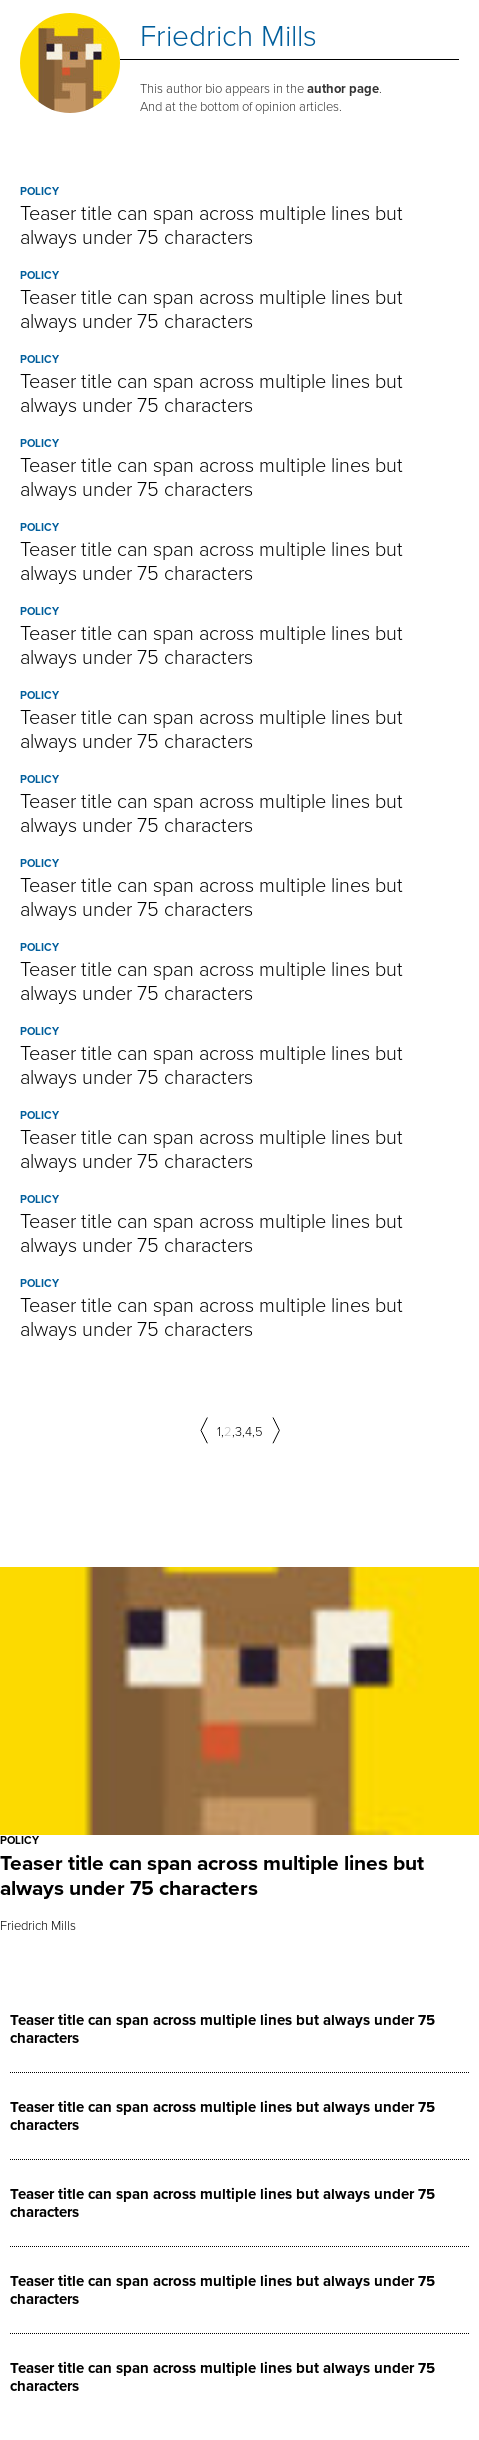 Friedrich Mills
This author bio appears in the author page.
And at the bottom of opinion articles.
POLICY
Teaser title can span across multiple lines but
always under 75 characters
POLICY
Teaser title can span across multiple lines but
always under 75 characters
POLICY
Teaser title can span across multiple lines but
always under 75 characters
POLICY
Teaser title can span across multiple lines but
always under 75 characters
POLICY
Teaser title can span across multiple lines but
always under 75 characters
POLICY
Teaser title can span across multiple lines but
always under 75 characters
POLICY
Teaser title can span across multiple lines but
always under 75 characters
POLICY
Teaser title can span across multiple lines but
always under 75 characters
POLICY
Teaser title can span across multiple lines but
always under 75 characters
POLICY
Teaser title can span across multiple lines but
always under 75 characters
POLICY
Teaser title can span across multiple lines but
always under 75 characters
POLICY
Teaser title can span across multiple lines but
always under 75 characters
POLICY
Teaser title can span across multiple lines but
always under 75 characters
POLICY
Teaser title can span across multiple lines but
always under 75 characters
1,2,3,4,5
POLICY
Teaser title can span across multiple lines but
always under 75 characters
Friedrich Mills
Teaser title can span across multiple lines but always under 75
characters
Teaser title can span across multiple lines but always under 75
characters
Teaser title can span across multiple lines but always under 75
characters
Teaser title can span across multiple lines but always under 75
characters
Teaser title can span across multiple lines but always under 75
characters